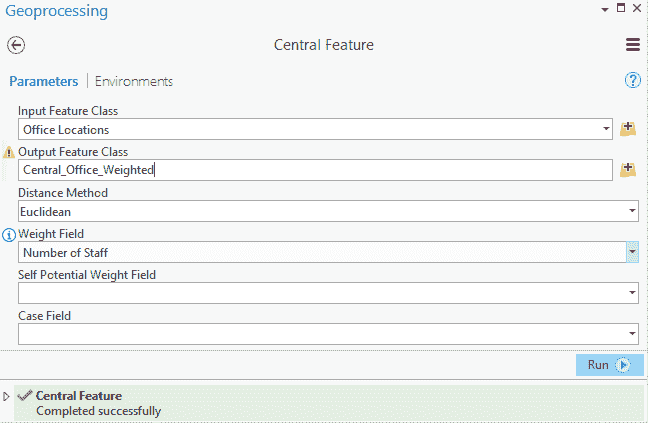 Geoprocessing
Central Feature
Parameters | Environments
Input Feature Class
Office Locations
Output Feature Class
Central_Office_Weighted
Distance Method
Euclidean
Weight Field
Number of Staff
Self Potential Weight Field
Case Field
Run
Central Feature
Completed successfully